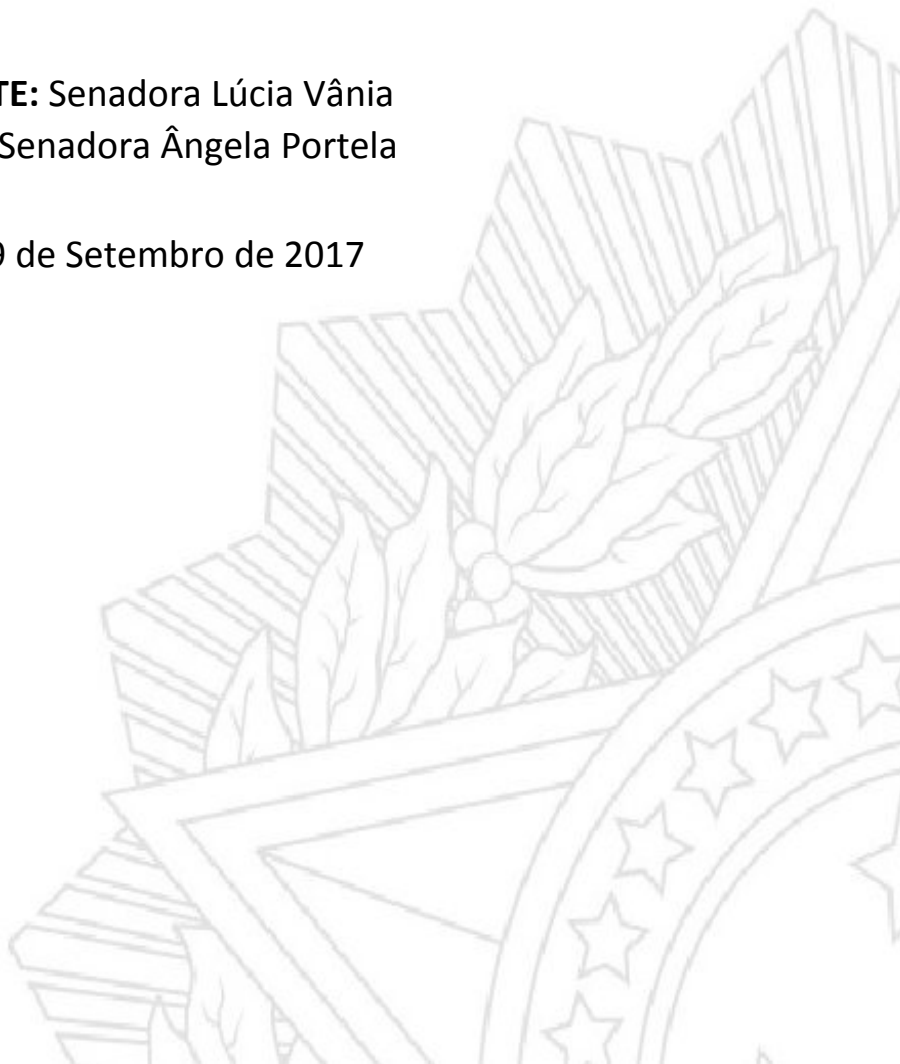 TE: Senadora Lúcia Vânia
Senadora Ângela Portela
9 de Setembro de 2017